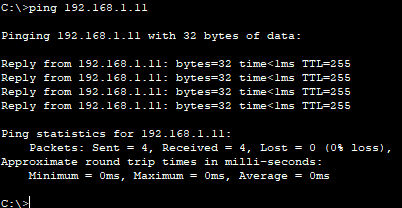 C:\>ping 192.168.1.11
Pinging 192.168.1.11 with 32 bytes of data:
Reply from 192.168.1.11: bytes=32 time<1ms TTL=255
Reply from 192.168.1.11: bytes=32 time<1ms TTL=255
Reply from 192.168.1.11: bytes=32 time<1ms TTL=255
Reply from 192.168.1.11: bytes=32 time<1ms TTL=255
Ping statistics for 192.168.1.11:
    Packets: Sent = 4, Received = 4, Lost = 0 (0% loss),
Approximate round trip times in milli-seconds:
    Minimum = 0ms, Maximum = 0ms, Average = 0ms
C:\>